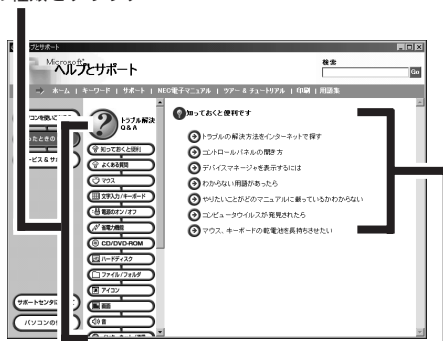 ヘルプとサポート
Microsoft
ヘルプとサポート
検索
Go
ホーム | キーワード | サポート | NEC電子マニュアル | ツアー & チュートリアル | 印刷 | 用語集
トラブル解決
Q&A
知っておくと便利
よくある質問
マウス
文字入力/キーボード
電源のオン/オフ
省電力機能
CD/DVD-ROM
ハードディスク
ファイル/フォルダ
アイコン
画面
音
サポートセンタ
パソコンの
知っておくと便利です
トラブルの解決方法をインターネットで探す
コントロールパネルの開き方
デバイスマネージャを表示するには
わからない用語があったら
やりたいことがどのマニュアルに載っているかわからない
コンピュータウイルスが発見されたら
マウス、キーボードの乾電池を長持ちさせたい